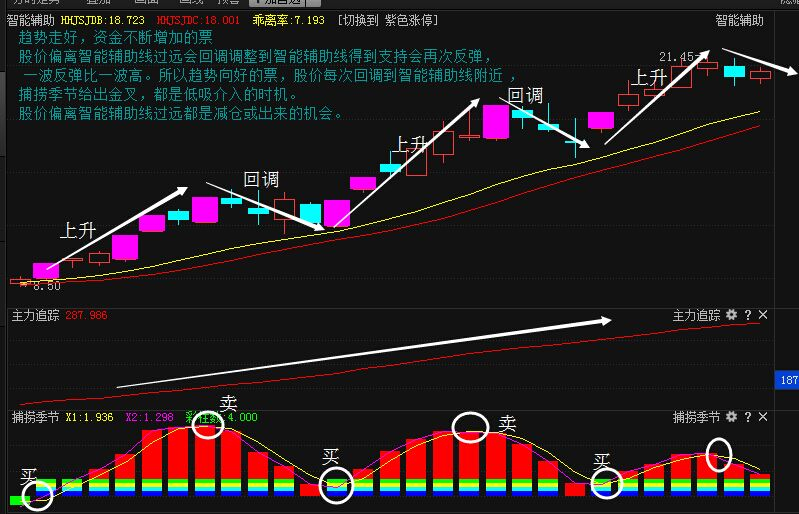 智能辅助 HHJSJDB:18.723 HHJSJDC:18.001 乖离率:7.193 [切换到 紫色涨停] 智能辅助
趋势走好，资金不断增加的票
股价偏离智能辅助线过远会回调调整到智能辅助线得到支持会再次反弹，
一波反弹比一波高。所以趋势向好的票，股价每次回调到智能辅助线附近，
捕捞季节给出金叉，都是低吸介入的时机。
股价偏离智能辅助线过远都是减仓或出来的机会。
21.45
上升
回调
上升
回调
上升
8.50
主力追踪 287.986 主力追踪 ? ×
187
捕捞季节 X1:1.936 X2:1.298 彩柱数:4.000 捕捞季节 ? ×
卖
卖
买
买
买